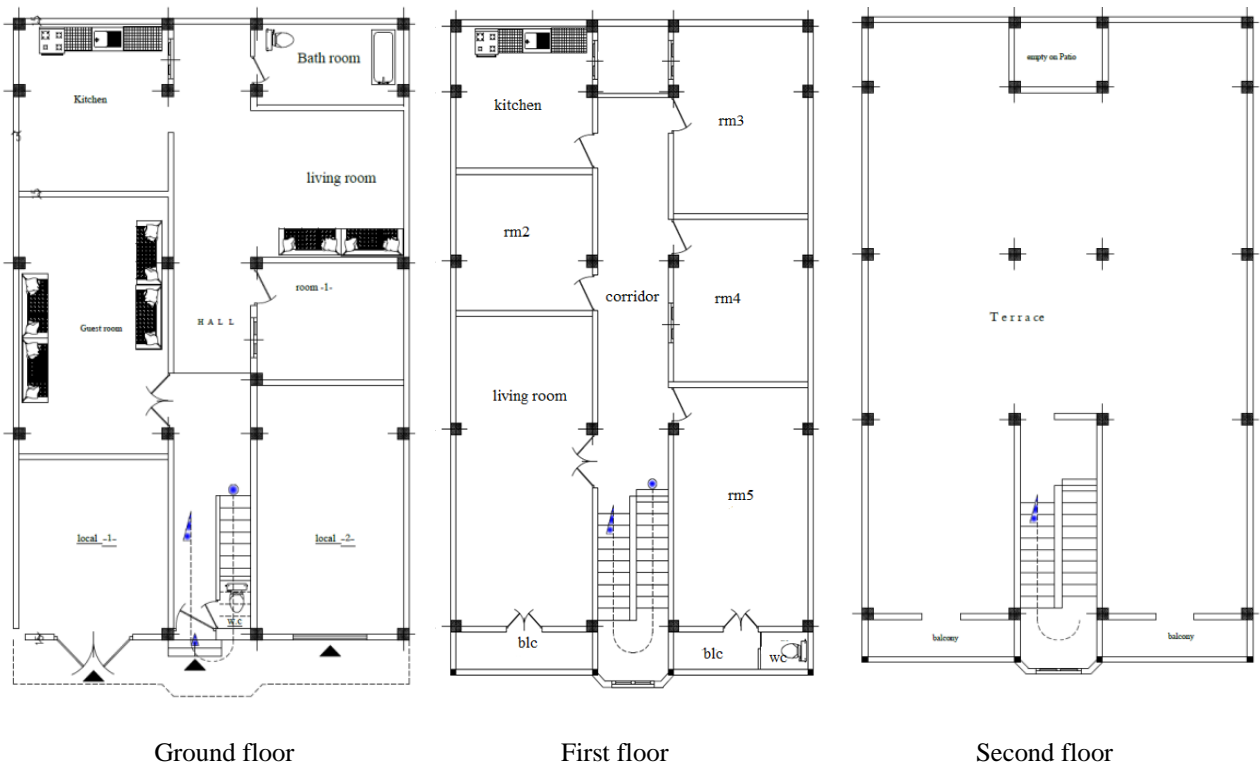 Bath room
Kitchen
living room
room -1-
Guest room
H A L L
local -1-
local -2-
w.c
Ground floor
kitchen
rm3
rm2
corridor
rm4
living room
rm5
blc
blc
wc
First floor
empty on Patio
T e r r a c e
balcony
balcony
Second floor